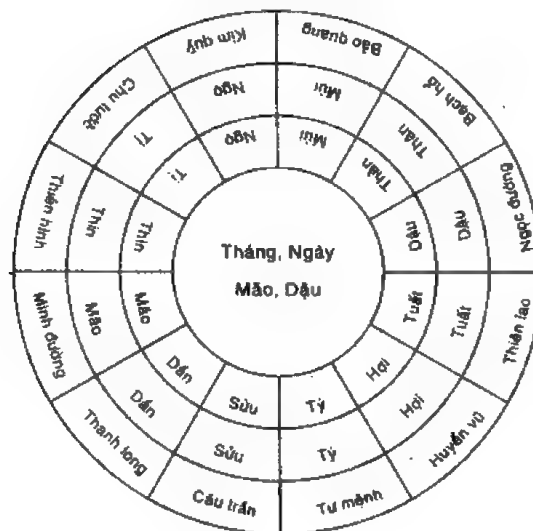 Kim quỹ
Bảo quang
Bạch hổ
Ngọc đường
Thiên lao
Huyền vũ
Tư mệnh
Câu trần
Thanh long
Minh đường
Thiên hình
Chu tước
Ngọ
Mùi
Thân
Dậu
Tuất
Hợi
Tý
Sửu
Dần
Mão
Thìn
Tị
Ngọ
Mùi
Thân
Dậu
Tuất
Hợi
Tý
Sửu
Dần
Mão
Thìn
Tị
Tháng, Ngày
Mão, Dậu